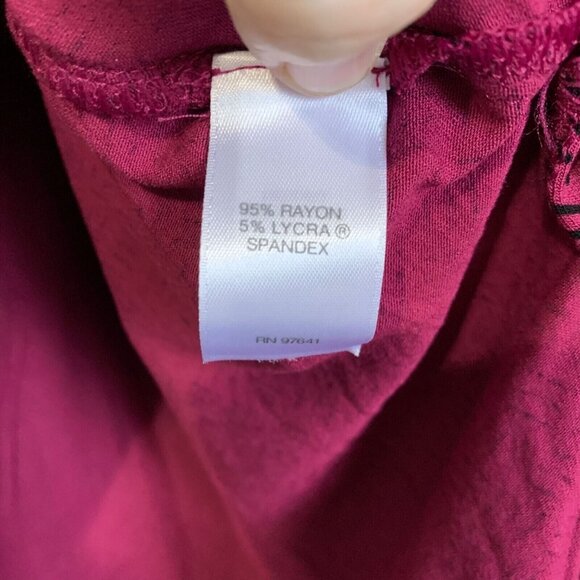 95% RAYON
5% LYCRA ®
SPANDEX
RN 97641